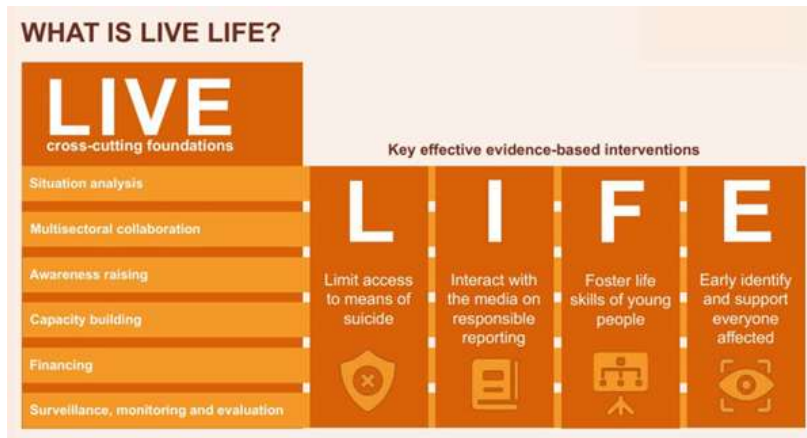 WHAT IS LIVE LIFE?
LIVE
cross-cutting foundations
Key effective evidence-based interventions
Situation analysis
Multisectoral collaboration
Awareness raising
Capacity building
Financing
Surveillance, monitoring and evaluation
L
Limit access
to means of
suicide
I
Interact with
the media on
responsible
reporting
F
Foster life
skills of young
people
E
Early identify
and support
everyone
affected